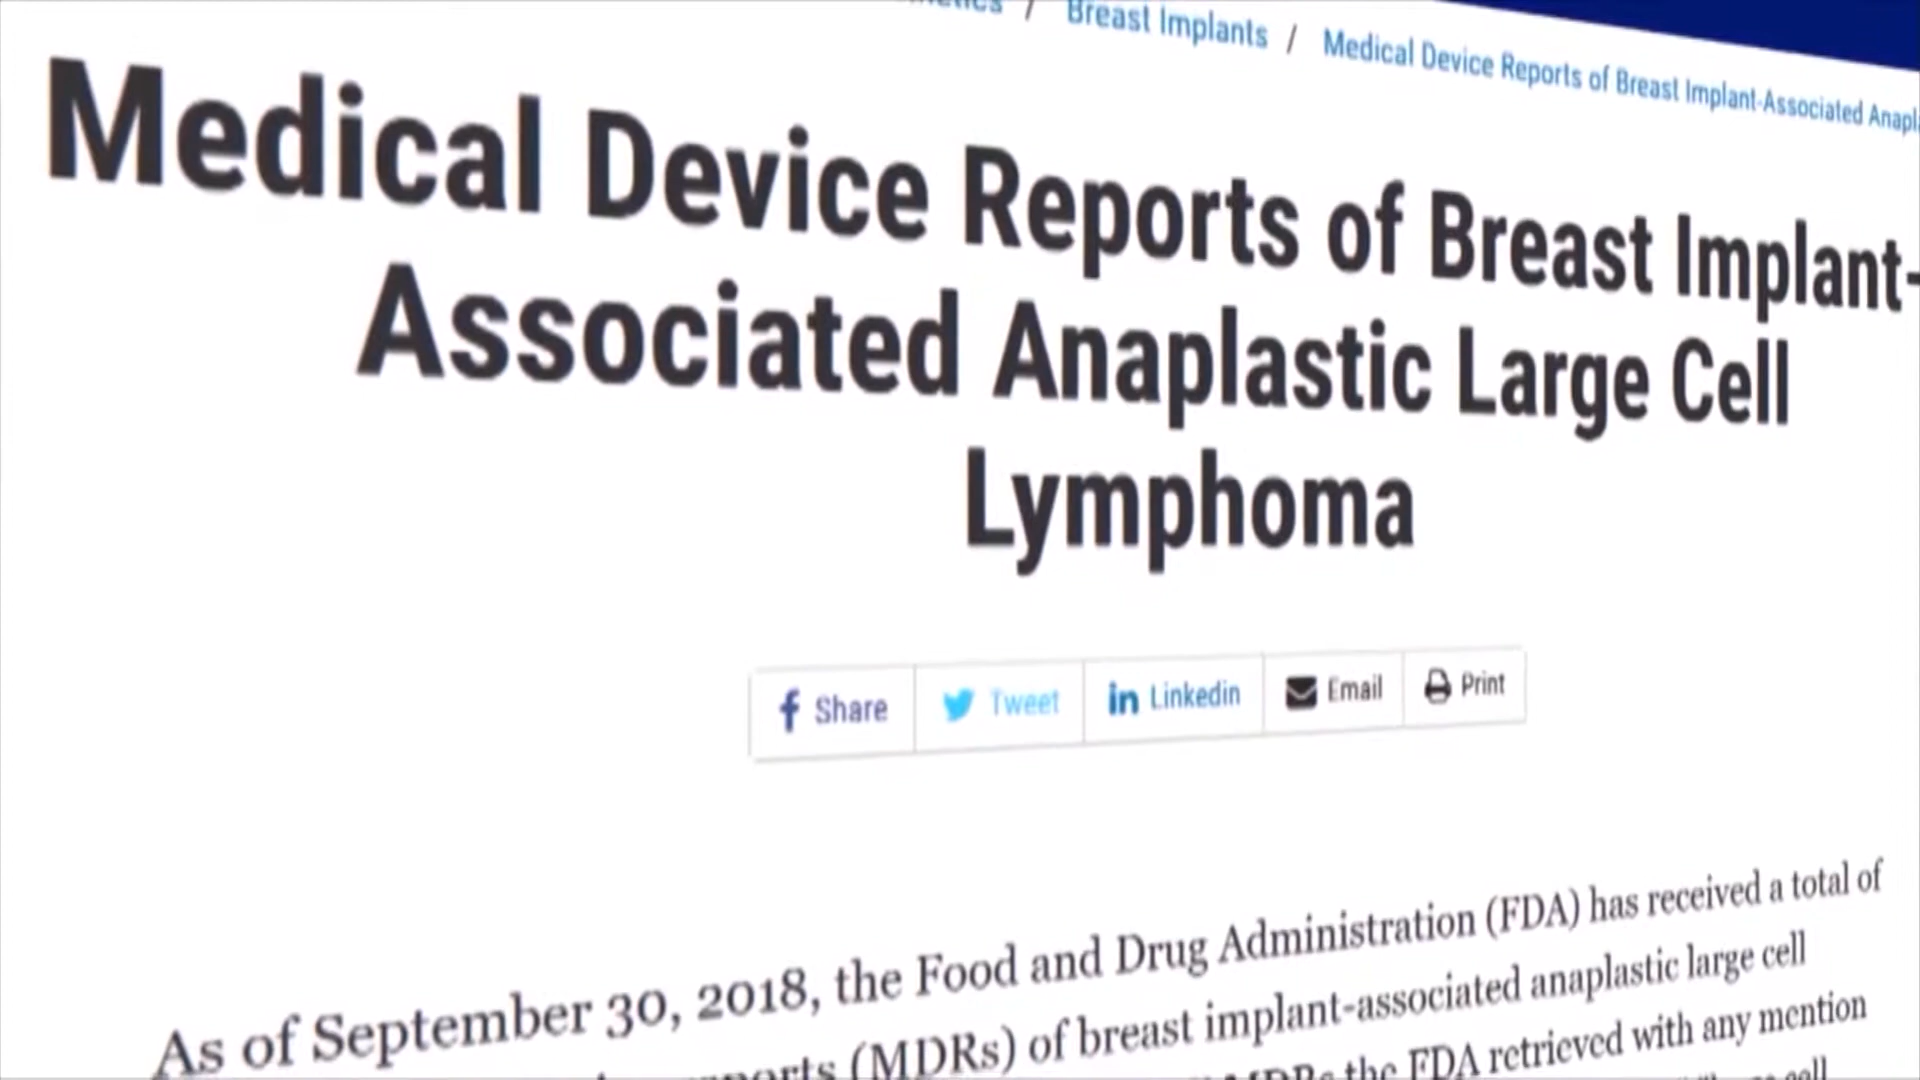 / Breast Implants / Medical Device Reports of Breast Implant-Associated
Medical Device Reports of Breast Implant-
Associated Anaplastic Large Cell
Lymphoma
Share Tweet Linkedin Email Print
As of September 30, 2018, the Food and Drug Administration (FDA) has received a total of
(MDRs) of breast implant-associated anaplastic large cell
the FDA retrieved with any mention
cell